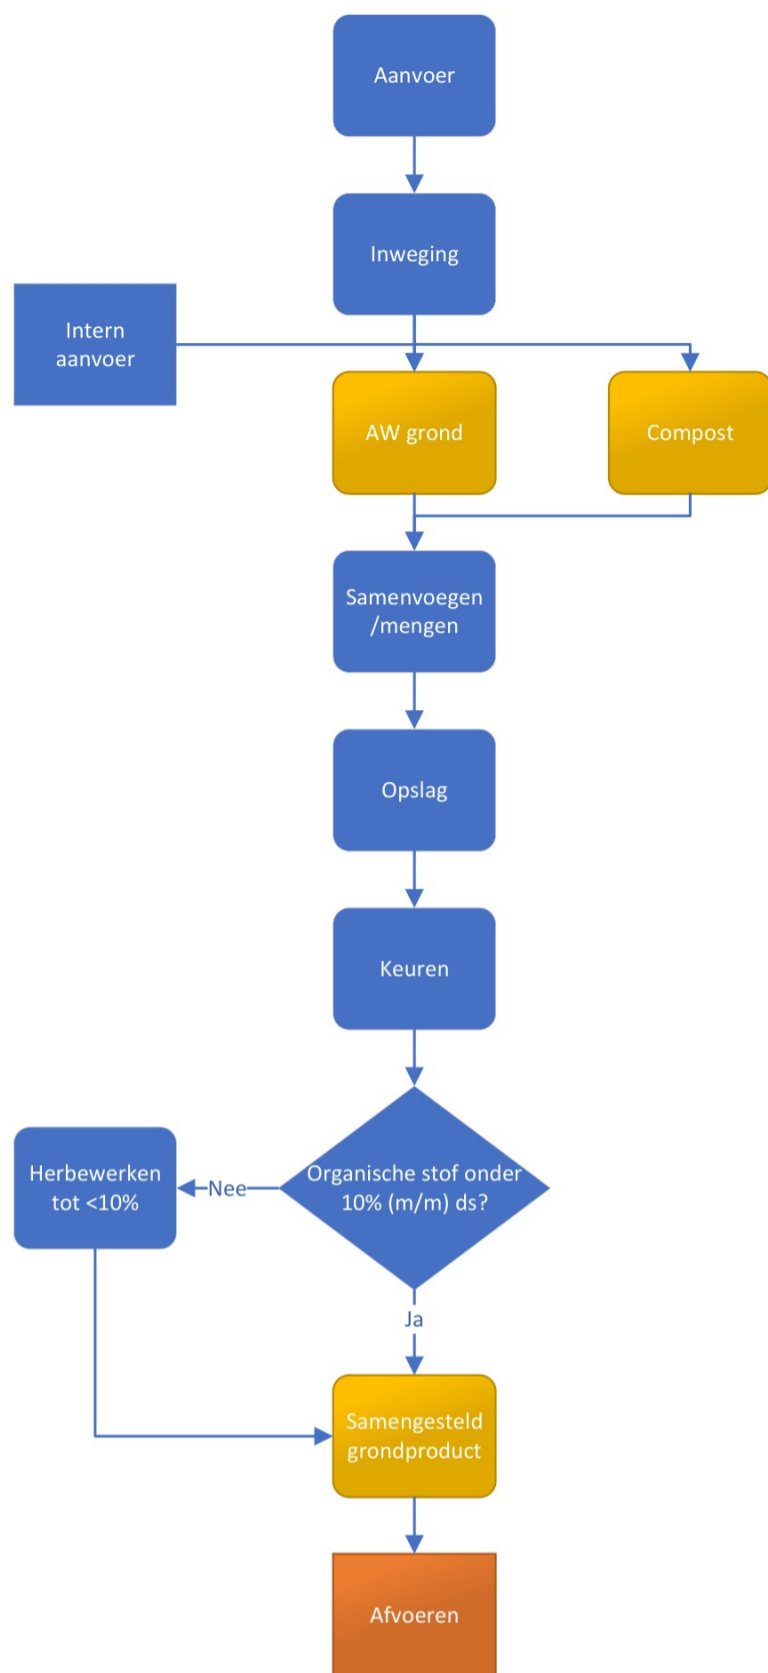 Aanvoer
Inweging
Intern
aanvoer
AW grond
Compost
Samenvoegen
/mengen
Opslag
Keuren
Organische stof onder
10% (m/m) ds?
Nee
Herbewerken
tot <10%
Ja
Samengesteld
grondproduct
Afvoeren